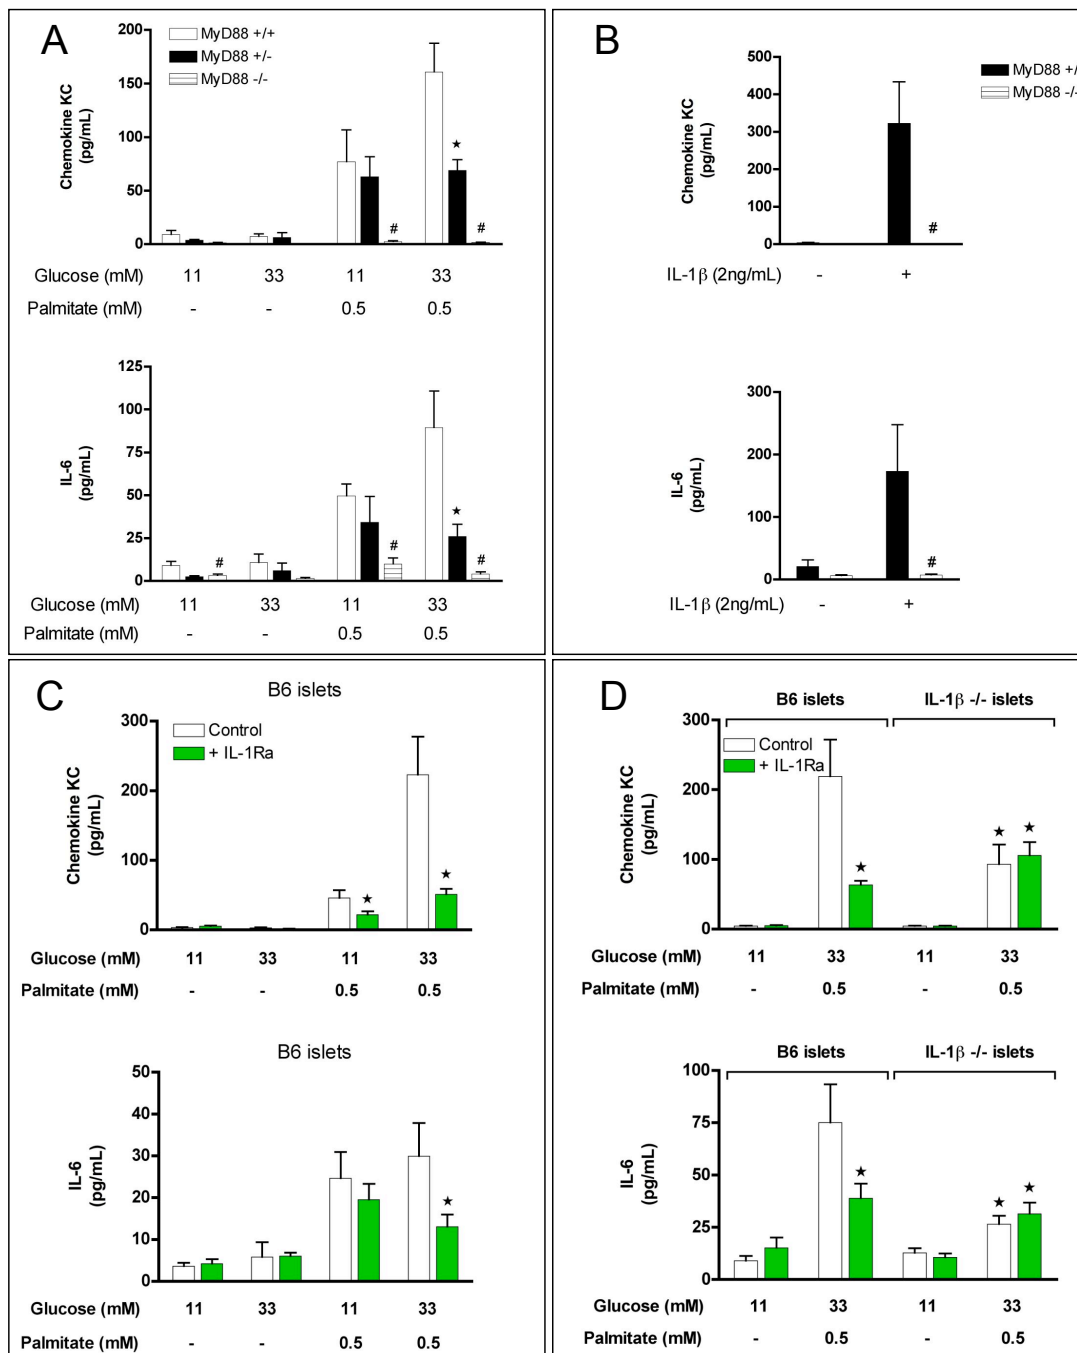 A
MyD88 +/+
MyD88 +/-
MyD88 -/-
Chemokine KC
(pg/mL)
200
150
100
50
0
★
#
#
Glucose (mM) 11 33 11 33
Palmitate (mM) - - 0.5 0.5
IL-6
(pg/mL)
125
100
75
50
25
0
#
#
★
#
Glucose (mM) 11 33 11 33
Palmitate (mM) - - 0.5 0.5
B
MyD88 +/
MyD88 -/-
Chemokine KC
(pg/mL)
500
400
300
200
100
0
#
IL-1β (2ng/mL) - +
IL-6
(pg/mL)
300
200
100
0
#
IL-1β (2ng/mL) - +
C
B6 islets
Control
+ IL-1Ra
Chemokine KC
(pg/mL)
300
200
100
0
★
★
Glucose (mM) 11 33 11 33
Palmitate (mM) - - 0.5 0.5
B6 islets
IL-6
(pg/mL)
50
40
30
20
10
0
★
Glucose (mM) 11 33 11 33
Palmitate (mM) - - 0.5 0.5
D
B6 islets IL-1β -/- islets
Control
+ IL-1Ra
Chemokine KC
(pg/mL)
300
200
100
0
★
★ ★
Glucose (mM) 11 33 11 33
Palmitate (mM) - 0.5 - 0.5
B6 islets IL-1β -/- islets
IL-6
(pg/mL)
100
75
50
25
0
★
★ ★
Glucose (mM) 11 33 11 33
Palmitate (mM) - 0.5 - 0.5